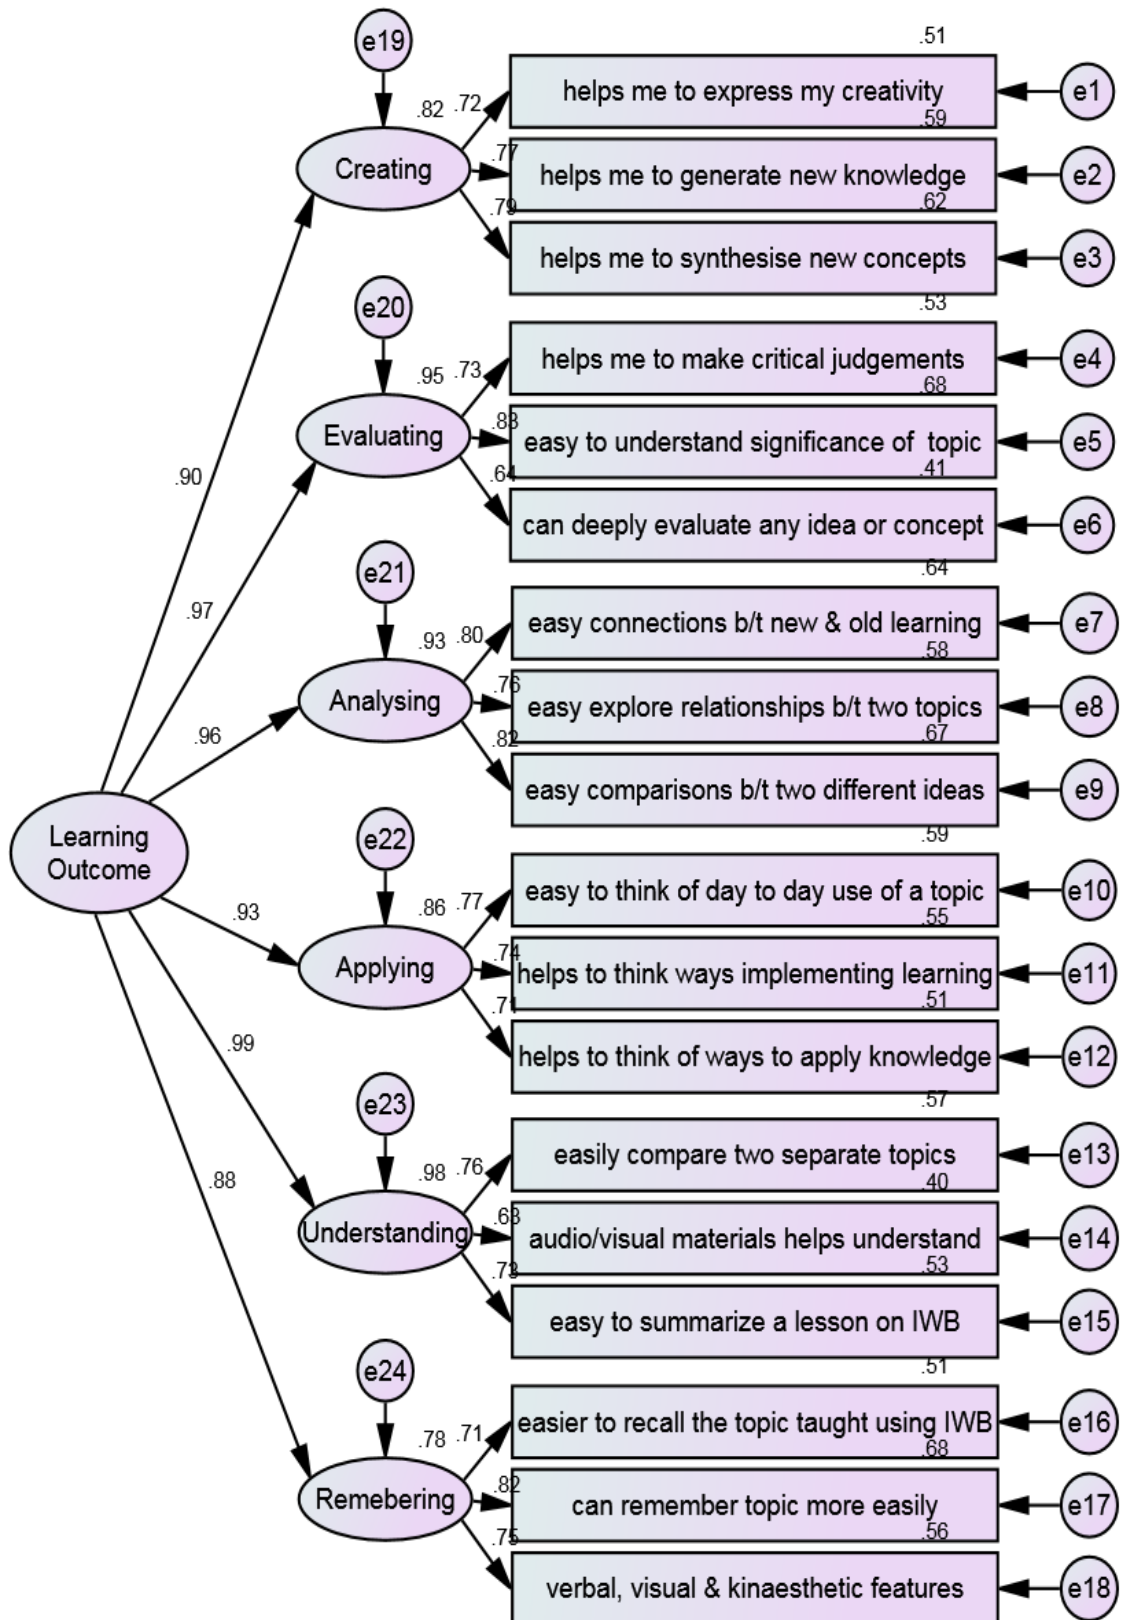 e19
.51
helps me to express my creativity
e1
.82 .72
.59
Creating
.77
helps me to generate new knowledge
e2
.62
.79
helps me to synthesise new concepts
e3
e20
.53
helps me to make critical judgements
e4
.95 .73
.68
Evaluating
.83
easy to understand significance of topic
e5
.90
.41
.64
can deeply evaluate any idea or concept
e6
e21
.64
.97
easy connections b/t new & old learning
e7
.93 .80
.58
Analysing
.76
easy explore relationships b/t two topics
e8
.96
.67
.82
easy comparisons b/t two different ideas
e9
Learning
Outcome
e22
.59
easy to think of day to day use of a topic
e10
.86 .77
.93
.55
Applying
.74
helps to think ways implementing learning
e11
.51
.71
.99
helps to think of ways to apply knowledge
e12
e23
.57
easily compare two separate topics
e13
.98 .76
.88
.40
Understanding
.63
audio/visual materials helps understand
e14
.53
.73
easy to summarize a lesson on IWB
e15
e24
.51
easier to recall the topic taught using IWB
e16
.78 .71
.68
Remebering
.82
can remember topic more easily
e17
.56
.75
verbal, visual & kinaesthetic features
e18